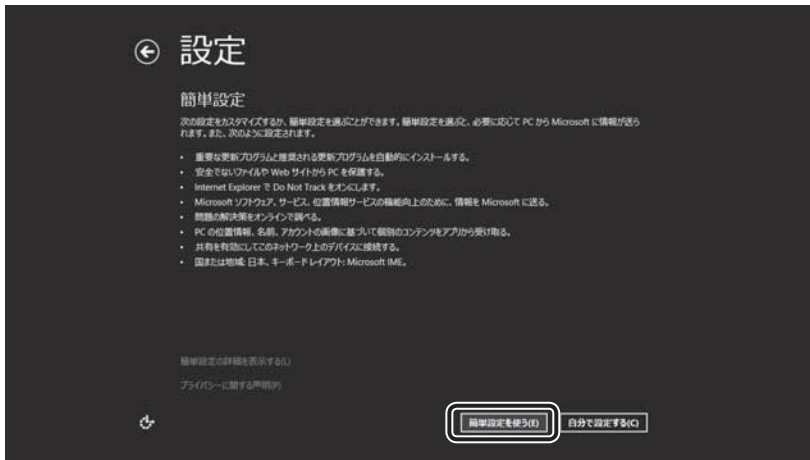 設定
簡単設定
次の設定をカスタマイズするか、簡単設定を選ぶことができます。簡単設定を選ぶと、必要に応じて PC から Microsoft に情報が送ら
れます。また、次のように設定されます。
• 重要な更新プログラムと推奨される更新プログラムを自動的にインストールする。
• 安全でないファイルや Web サイトから PC を保護する。
• Internet Explorer で Do Not Track をオンにします。
• Microsoft ソフトウェア、サービス、位置情報サービスの機能向上のために、情報を Microsoft に送る。
• 問題の解決策をオンラインで調べる。
• PC の位置情報、名前、アカウントの画像に基づいて個別のコンテンツをアプリから受け取る。
• 共有を有効にしてこのネットワーク上のデバイスに接続する。
• 国または地域: 日本、キーボード レイアウト: Microsoft IME。
簡単設定の詳細を表示する(L)
プライバシーに関する声明(P)
簡単設定を使う(E)
自分で設定する(C)